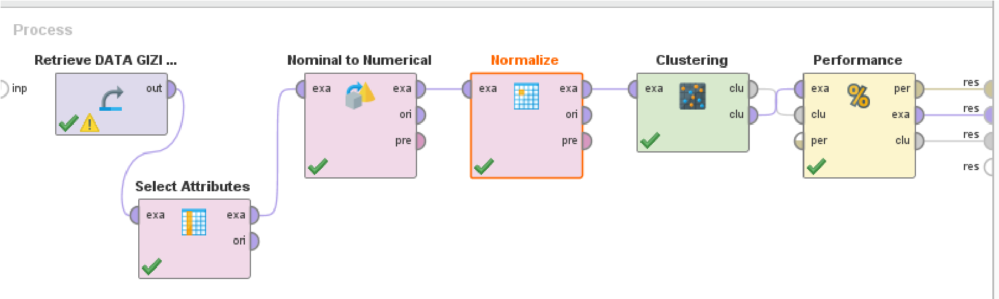 Process
Retrieve DATA GIZI ...
inp
out
Select Attributes
exa
exa
ori
Nominal to Numerical
exa
exa
ori
pre
Normalize
exa
exa
ori
pre
Clustering
exa
clu
clu
Performance
exa
per
clu
exa
per
clu
res
res
res
res